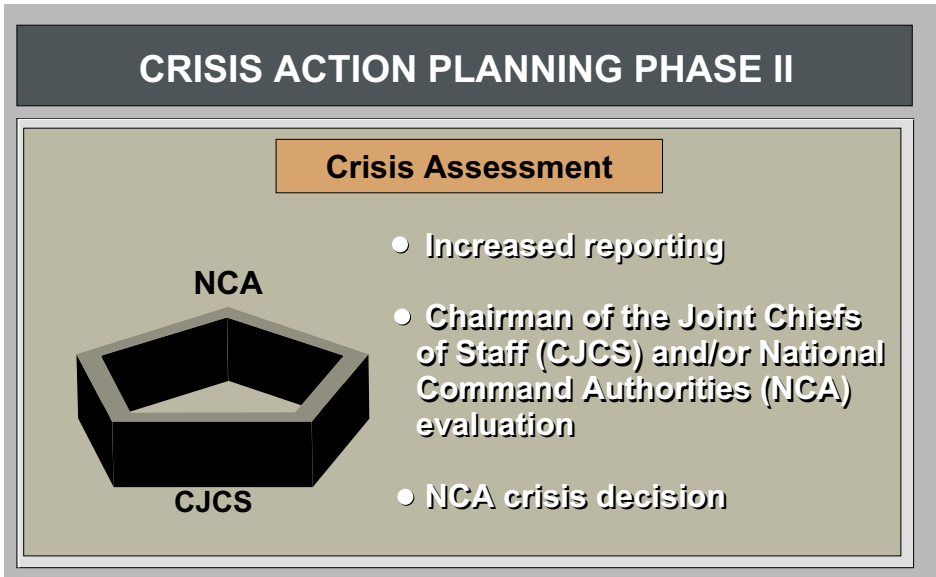 CRISIS ACTION PLANNING PHASE II
Crisis Assessment
NCA
CJCS
● Increased reporting
● Chairman of the Joint Chiefs
of Staff (CJCS) and/or National
Command Authorities (NCA)
evaluation
● NCA crisis decision